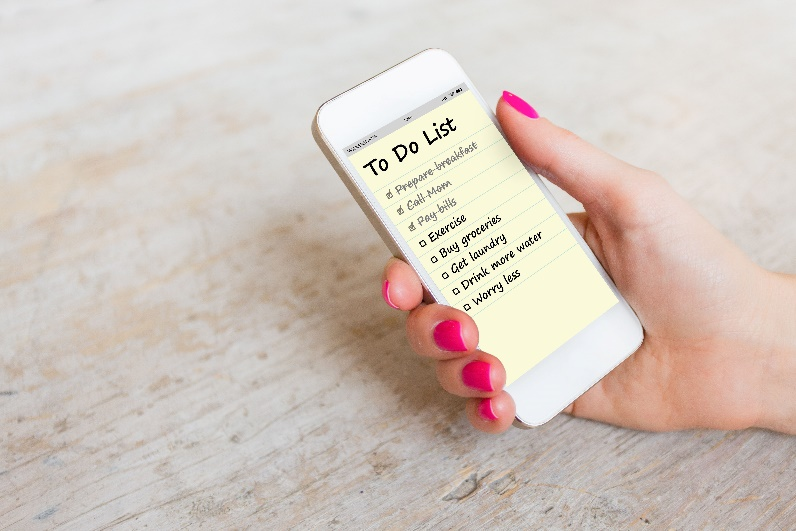 To Do List
Prepare breakfast
Call Mom
Pay bills
Exercise
Buy groceries
Get laundry
Drink more water
Worry less